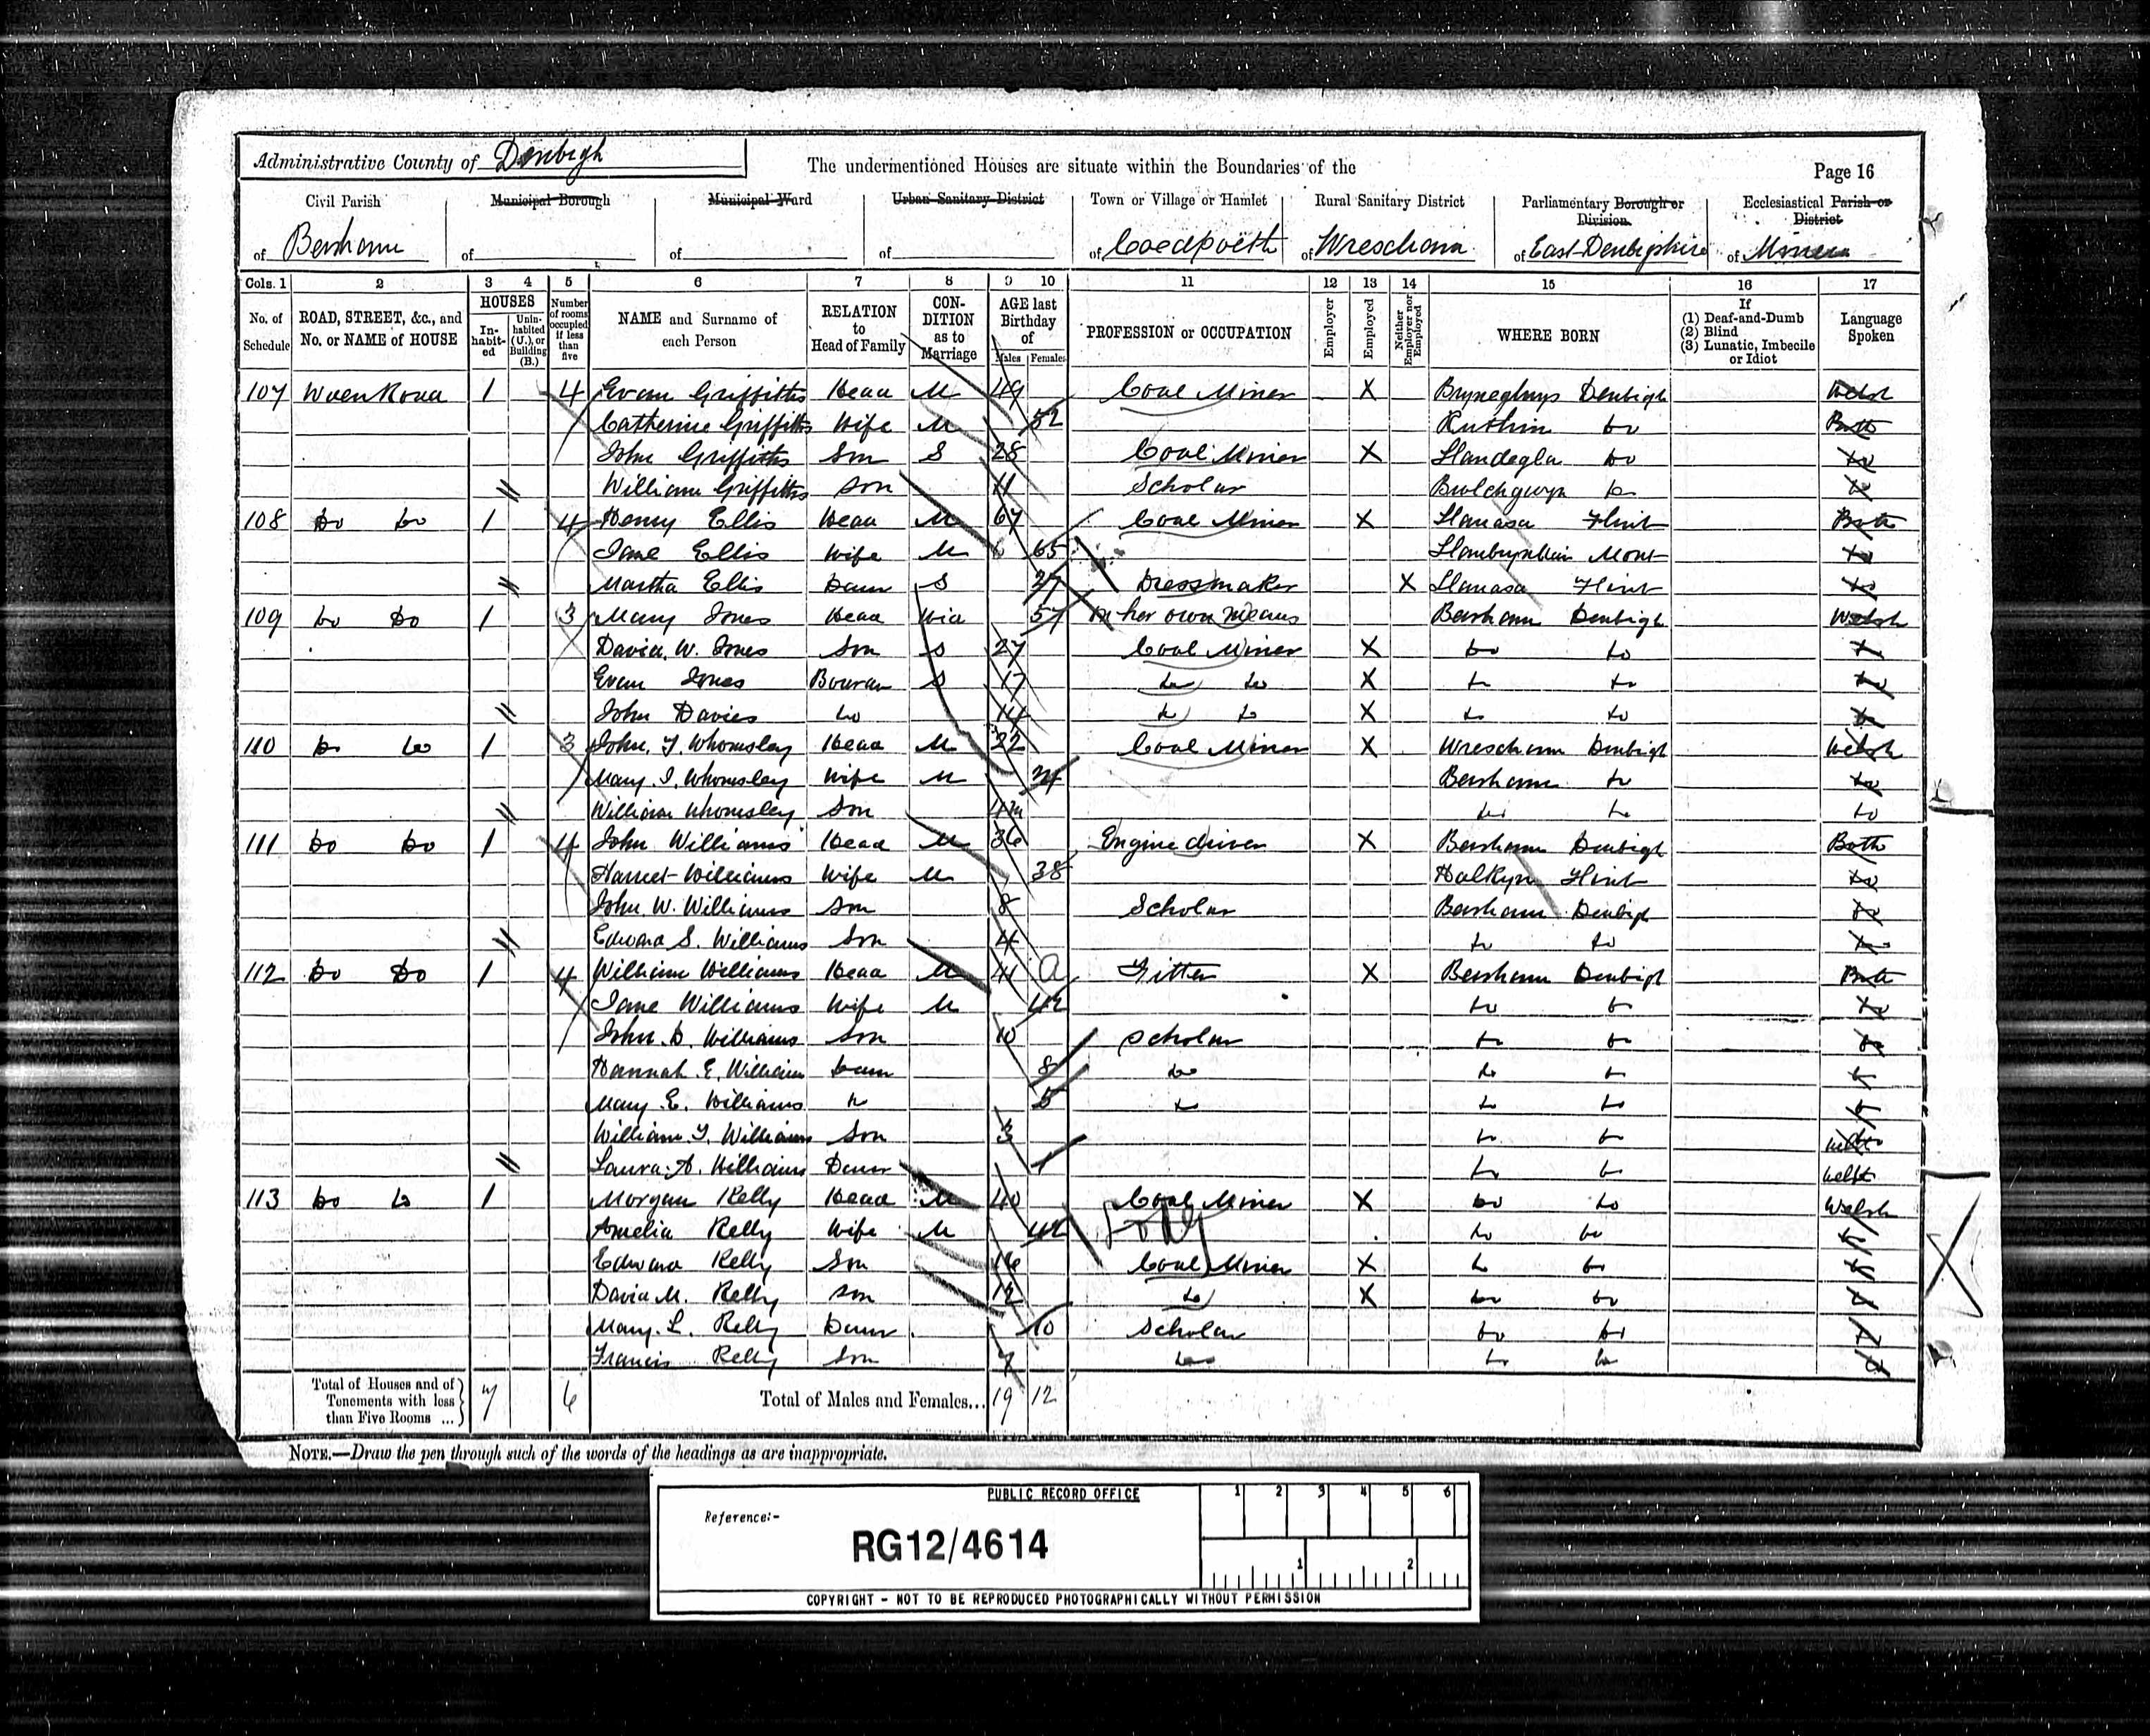 Administrative County of Denbigh
The undermentioned Houses are situate within the Boundaries of the
Page 16
Civil Parish of Bersham
Municipal Borough of
Municipal Ward of
Urban Sanitary District of
Town or Village or Hamlet of Coedpoeth
Rural Sanitary District of Wrescham
Parliamentary Borough or Division of East Denbigshire
Ecclesiastical Parish or District of Minera
Cols. 1 2 3 4 5 6 7 8 9 10 11 12 13 14 15 16 17
No. of Schedule
ROAD, STREET, &c., and No. or NAME of HOUSE
HOUSES
In-habit-ed
Unin-habited (U.), or Building (B.)
Number of rooms occupied if less than five
NAME and Surname of each Person
RELATION to Head of Family
CON-DITION as to Marriage
AGE last Birthday of
Males Females
PROFESSION or OCCUPATION
Employer
Employed
Neither Employer nor Employed
WHERE BORN
If
(1) Deaf-and-Dumb
(2) Blind
(3) Lunatic, Imbecile or Idiot
Language Spoken
107 Waen Road 1 4 Evan Griffiths Head M 49 Coal Miner X Bryneglwys Denbigh Welsh
Catherine Griffiths Wife M 52 Ruthin Do Both
John Griffiths Son S 28 Coal Miner X Llandegla Do Do
William Griffiths Son 11 Scholar Bwlchgwyn Do Do
108 Do Do 1 4 Henry Ellis Head M 67 Coal Miner X Llanasa Flint Both
Jane Ellis Wife M 65 Mont Do
Martha Ellis Daur S 27 Dressmaker X Llanasa Flint Do
109 Do Do 1 3 Mary Jones Head Wid 57 on her own Means Bersham Denbigh Welsh
David W. Jones Son S 27 Coal Miner X Do Do Do
Evan Jones Boarder S 17 Do Do X Do Do Do
John Davies Do 14 Do Do X Do Do Do
110 Do Do 1 3 John. T. Whomsley Head M 22 Coal Miner X Wrescham Denbigh Welsh
Mary. J. Whomsley Wife M 24 Bersham Do Do
William Whomsley Son 4m Do Do Do
111 Do Do 1 4 John Williams Head M 36 Engine driver X Bersham Denbigh Both
Harriet Williams Wife M 38 Halkyn Flint Do
John W. Williams Son 8 Scholar Bersham Denbigh Do
Edward S. Williams Son 4 Do Do Do
112 Do Do 1 4 William Williams Head M 41 Fitter X Bersham Denbigh Both
Jane Williams Wife M 42 Do Do Do
John. D. Williams Son 10 Scholar Do Do Do
Hannah E. Williams Daur 8 Do Do Do Do
Mary E. Williams Do 5 Do Do Do Do
William. T. Williams Son 3 Do Do Welsh
Laura. A. Williams Daur 1 Do Do Welsh
113 Do Do 1 Morgan Kelly Head M 40 Coal Miner X Do Do Welsh
Amelia Kelly Wife M 42 Do Do Do
Edward Kelly Son 16 Coal Miner X Do Do Do
David M. Kelly Son 12 Do X Do Do Do
Mary. L. Kelly Daur 10 Scholar Do Do Do
Francis Kelly Son 7 Do Do Do Do
Total of Houses and of Tenements with less than Five Rooms ... 7 6 Total of Males and Females... 19 12
NOTE.—Draw the pen through such of the words of the headings as are inappropriate.
PUBLIC RECORD OFFICE
1 2 3 4 5 6
Reference:-
RG12/4614
1 2
COPYRIGHT - NOT TO BE REPRODUCED PHOTOGRAPHICALLY WITHOUT PERMISSION